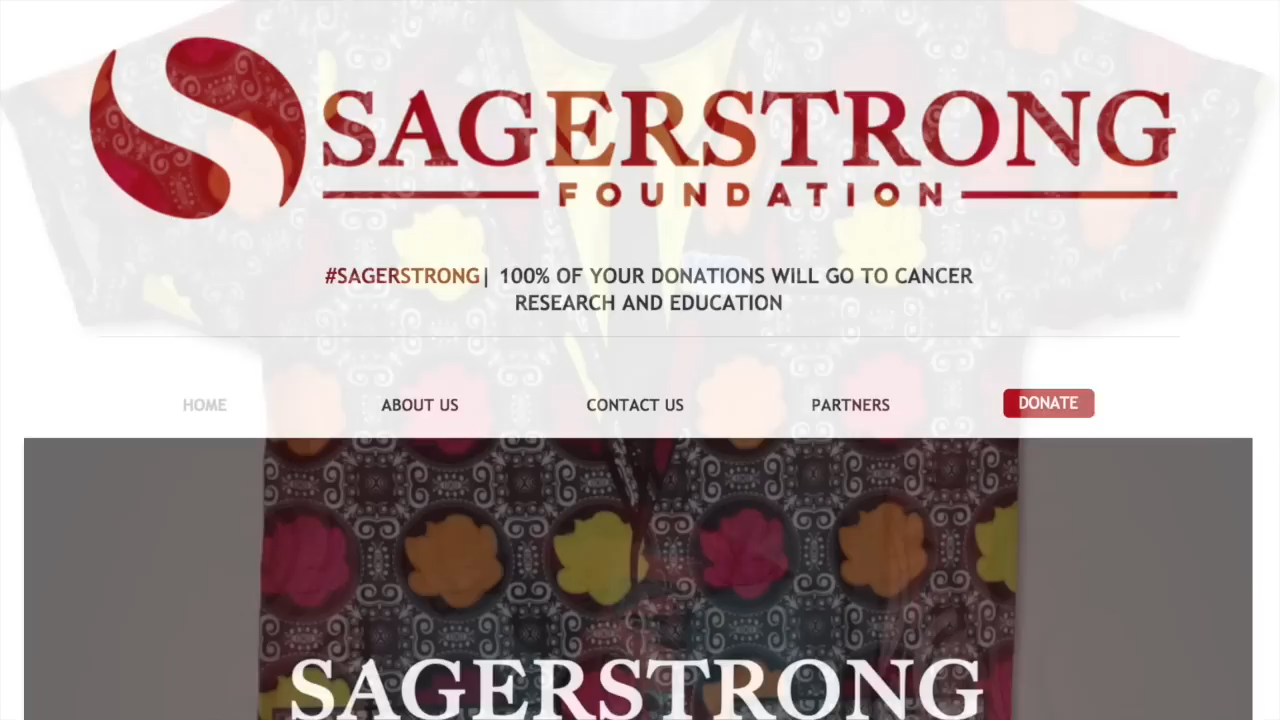 SAGERSTRONG
FOUNDATION
#SAGERSTRONG| 100% OF YOUR DONATIONS WILL GO TO CANCER
RESEARCH AND EDUCATION
HOME ABOUT US CONTACT US PARTNERS DONATE
SAGERSTRONG